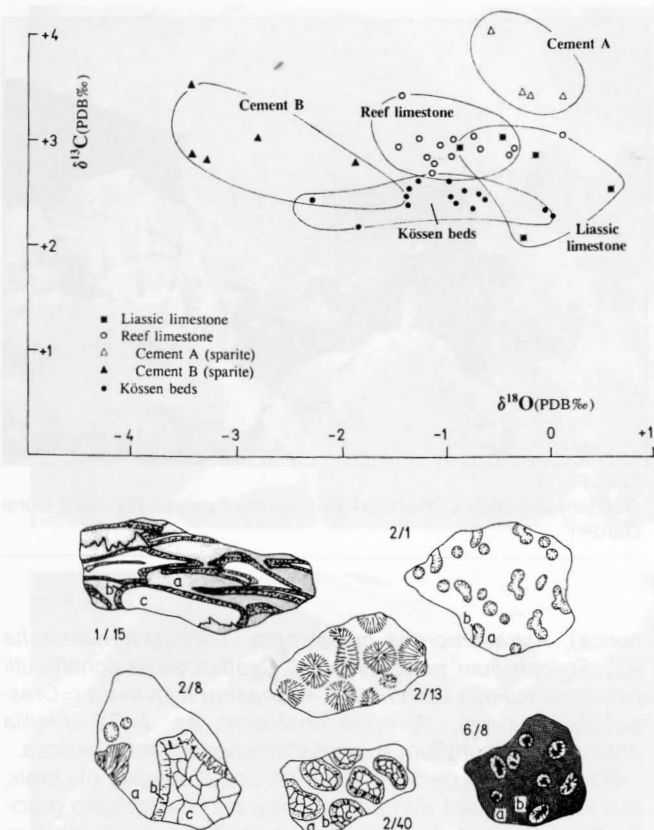 +4
Cement A
δ¹³C(PDB‰)
Cement B
Reef limestone
+3
Kössen beds
Liassic
limestone
+2
■ Liassic limestone
○ Reef limestone
△ Cement A (sparite)
▲ Cement B (sparite)
● Kössen beds
+1
δ¹⁸O(PDB‰)
-4 -3 -2 -1 0 +1
2/1
a
b
c
1/15
b
a
2/13
2/8
a
b
c
2/40
a
b
c
6/8
a
b